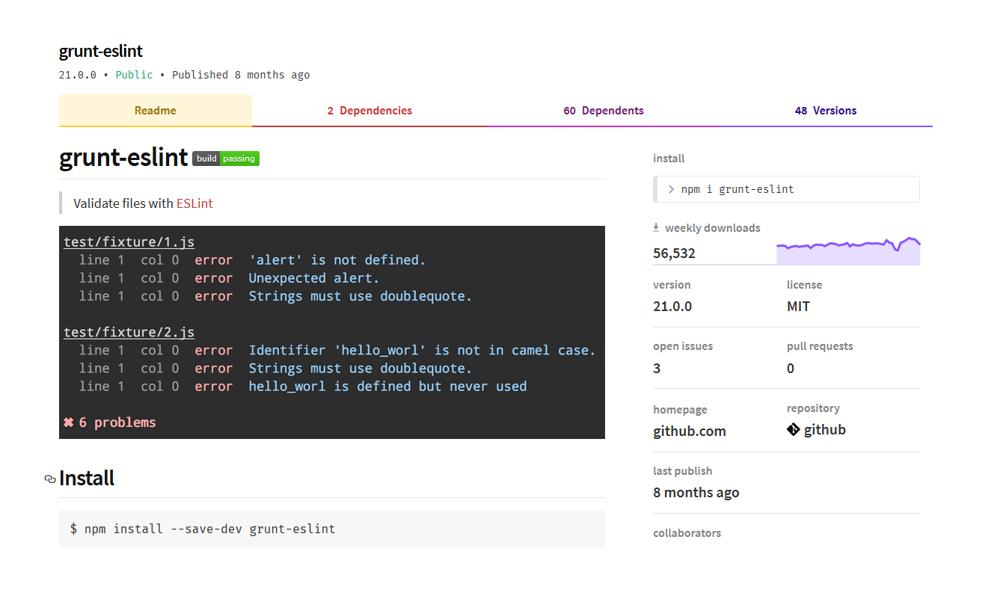 grunt-eslint
21.0.0 • Public • Published 8 months ago
Readme
2 Dependencies
60 Dependents
48 Versions
grunt-eslint build passing
Validate files with ESLint
test/fixture/1.js
line 1 col 0 error 'alert' is not defined.
line 1 col 0 error Unexpected alert.
line 1 col 0 error Strings must use doublequote.
test/fixture/2.js
line 1 col 0 error Identifier 'hello_worl' is not in camel case.
line 1 col 0 error Strings must use doublequote.
line 1 col 0 error hello_worl is defined but never used
✖ 6 problems
Install
$ npm install --save-dev grunt-eslint
install
> npm i grunt-eslint
weekly downloads
56,532
version
21.0.0
license
MIT
open issues
3
pull requests
0
homepage
github.com
repository
github
last publish
8 months ago
collaborators